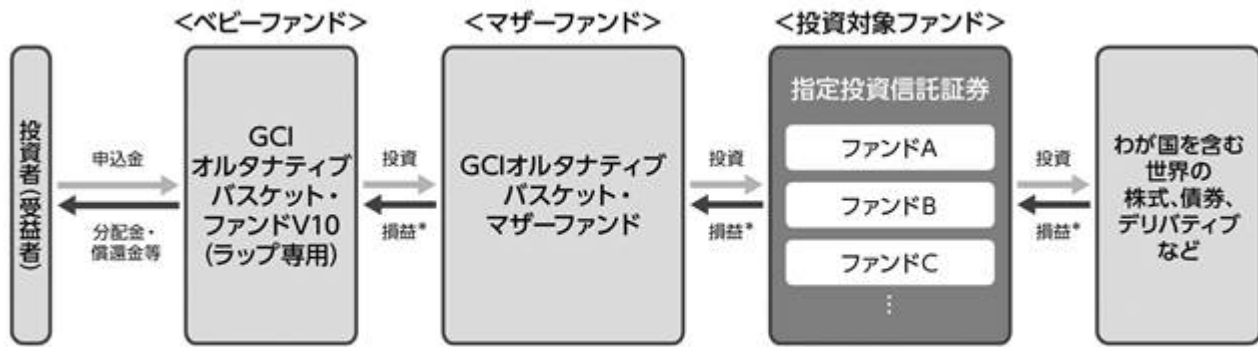 <ベビーファンド>
<マザーファンド>
<投資対象ファンド>
投資者(受益者)
申込金
分配金・
償還金等
GCI
オルタナティブ
バスケット・
ファンドV10
(ラップ専用)
投資
損益*
GCIオルタナティブ
バスケット・
マザーファンド
投資
損益*
指定投資信託証券
ファンドA
ファンドB
ファンドC
⋮
投資
損益*
わが国を含む
世界の
株式、債券、
デリバティブ
など